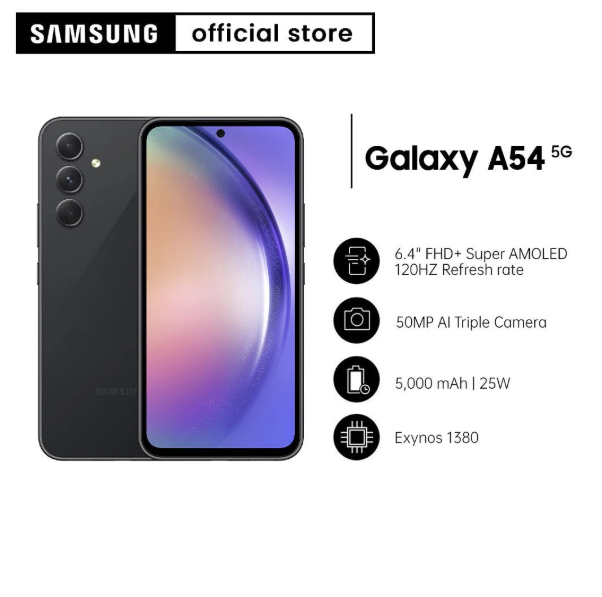 SAMSUNG official store
Galaxy A54 5G
6.4" FHD+ Super AMOLED
120HZ Refresh rate
50MP AI Triple Camera
5,000 mAh | 25W
Exynos 1380
SAMSUNG